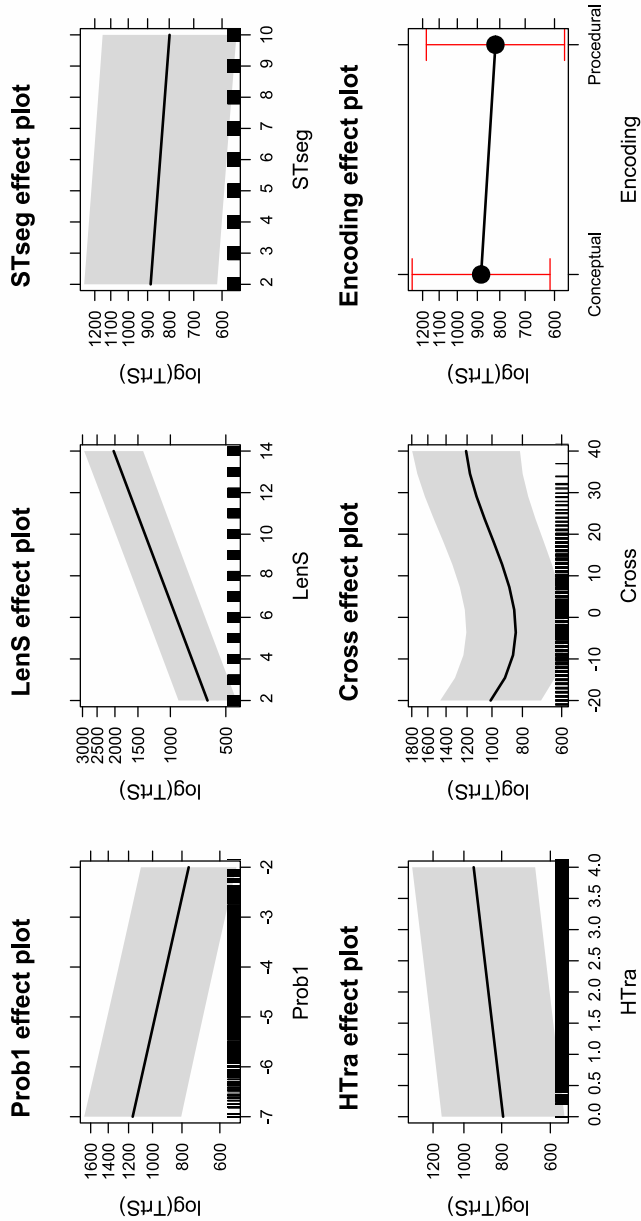 Prob1 effect plot
log(TrtS)
1600
1400
1200
1000
800
-7 -6 -5 -4 -3 -2
Prob1
LenS effect plot
log(TrtS)
3000
2500
2000
1500
1000
500
2 4 6 8 10 12 14
LenS
STseg effect plot
log(TrtS)
1200
1100
1000
900
800
700
600
2 3 4 5 6 7 8 9 10
STseg
HTra effect plot
log(TrtS)
1200
1000
800
600
0.0 0.5 1.0 1.5 2.0 2.5 3.0 3.5 4.0
HTra
Cross effect plot
log(TrtS)
1800
1600
1400
1200
1000
800
600
-20 -10 0 10 20 30 40
Cross
Encoding effect plot
log(TrtS)
1200
1100
1000
900
800
700
600
Conceptual Procedural
Encoding